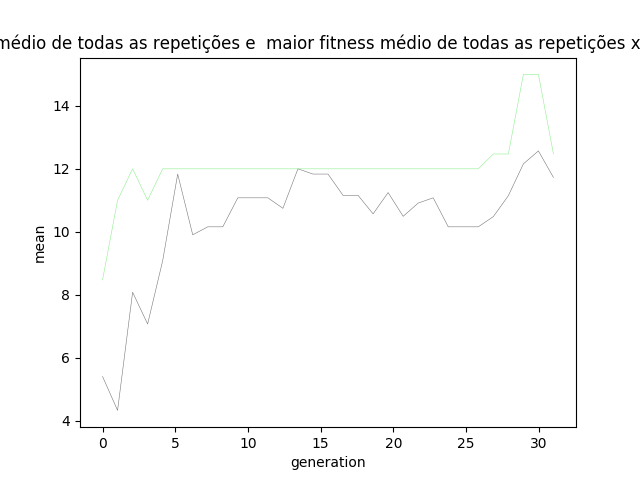 médio de todas as repetições e  maior fitness médio de todas as repetições x
14
12
10
8
6
4
mean
0 5 10 15 20 25 30
generation